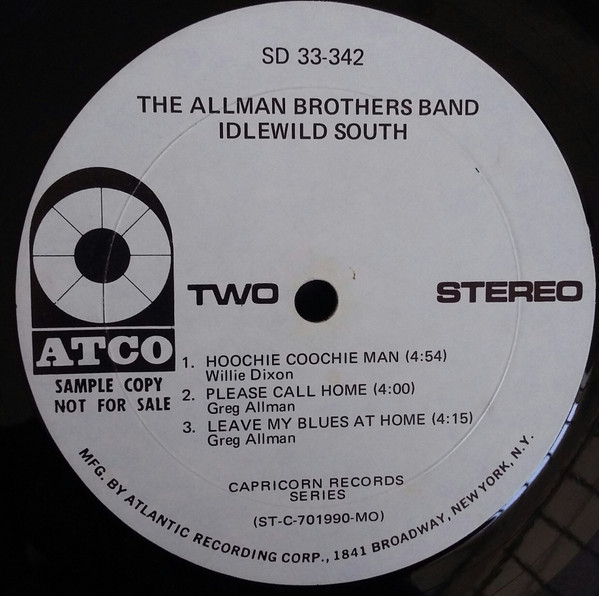 SD 33-342
THE ALLMAN BROTHERS BAND
IDLEWILD SOUTH
TWO
STEREO
ATCO
SAMPLE COPY
NOT FOR SALE
1. HOOCHIE COOCHIE MAN (4:54)
Willie Dixon
2. PLEASE CALL HOME (4:00)
Greg Allman
3. LEAVE MY BLUES AT HOME (4:15)
Greg Allman
CAPRICORN RECORDS
SERIES
(ST-C-701990-MO)
MFG. BY ATLANTIC RECORDING CORP., 1841 BROADWAY, NEW YORK, N.Y.